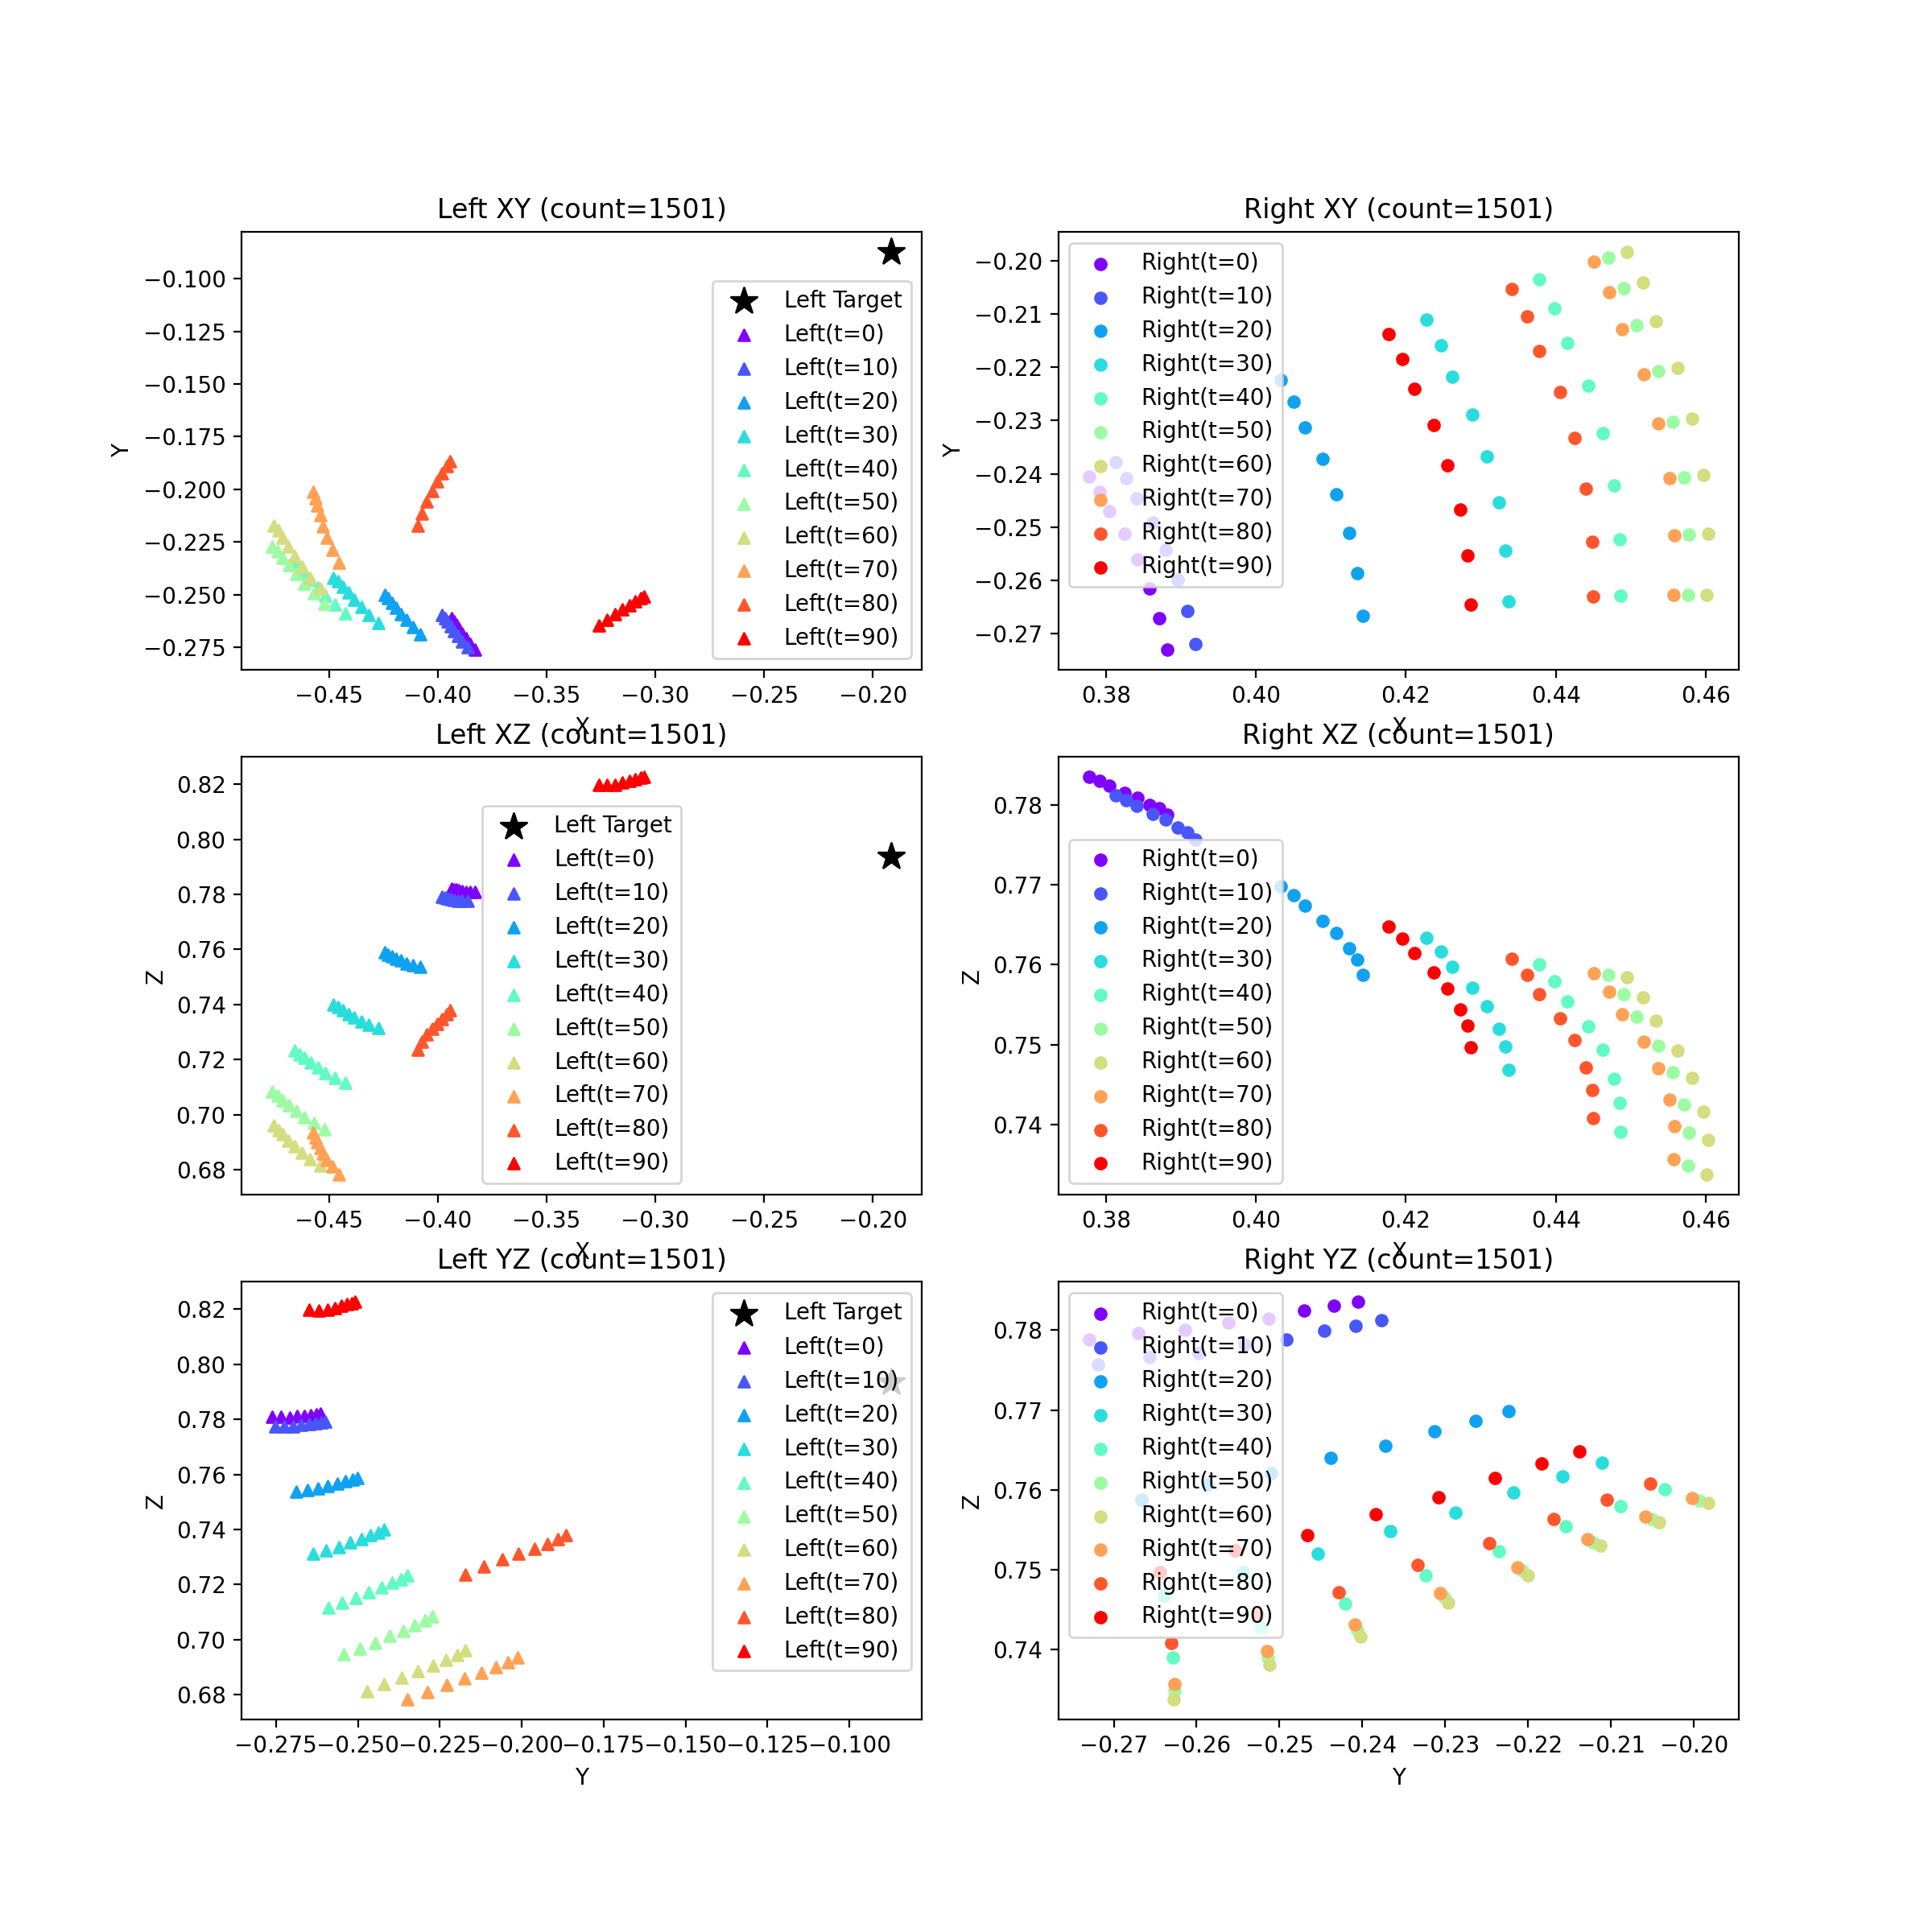 Left XY (count=1501)
Y
−0.100
−0.125
−0.150
−0.175
−0.200
−0.225
−0.250
−0.275
Left Target
Left(t=0)
Left(t=10)
Left(t=20)
Left(t=30)
Left(t=40)
Left(t=50)
Left(t=60)
Left(t=70)
Left(t=80)
Left(t=90)
−0.45 −0.40 −0.35 −0.30 −0.25 −0.20
X
Right XY (count=1501)
Y
−0.20
−0.21
−0.22
−0.23
−0.24
−0.25
−0.26
−0.27
Right(t=0)
Right(t=10)
Right(t=20)
Right(t=30)
Right(t=40)
Right(t=50)
Right(t=60)
Right(t=70)
Right(t=80)
Right(t=90)
0.38 0.40 0.42 0.44 0.46
X
Left XZ (count=1501)
Z
0.82
0.80
0.78
0.76
0.74
0.72
0.70
0.68
Left Target
Left(t=0)
Left(t=10)
Left(t=20)
Left(t=30)
Left(t=40)
Left(t=50)
Left(t=60)
Left(t=70)
Left(t=80)
Left(t=90)
−0.45 −0.40 −0.35 −0.30 −0.25 −0.20
X
Right XZ (count=1501)
Z
0.78
0.77
0.76
0.75
0.74
Right(t=0)
Right(t=10)
Right(t=20)
Right(t=30)
Right(t=40)
Right(t=50)
Right(t=60)
Right(t=70)
Right(t=80)
Right(t=90)
0.38 0.40 0.42 0.44 0.46
X
Left YZ (count=1501)
Z
0.82
0.80
0.78
0.76
0.74
0.72
0.70
0.68
Left Target
Left(t=0)
Left(t=10)
Left(t=20)
Left(t=30)
Left(t=40)
Left(t=50)
Left(t=60)
Left(t=70)
Left(t=80)
Left(t=90)
−0.275 −0.250 −0.225 −0.200 −0.175 −0.150 −0.125 −0.100
Y
Right YZ (count=1501)
Z
0.78
0.77
0.76
0.75
0.74
Right(t=0)
Right(t=10)
Right(t=20)
Right(t=30)
Right(t=40)
Right(t=50)
Right(t=60)
Right(t=70)
Right(t=80)
Right(t=90)
−0.27 −0.26 −0.25 −0.24 −0.23 −0.22 −0.21 −0.20
Y